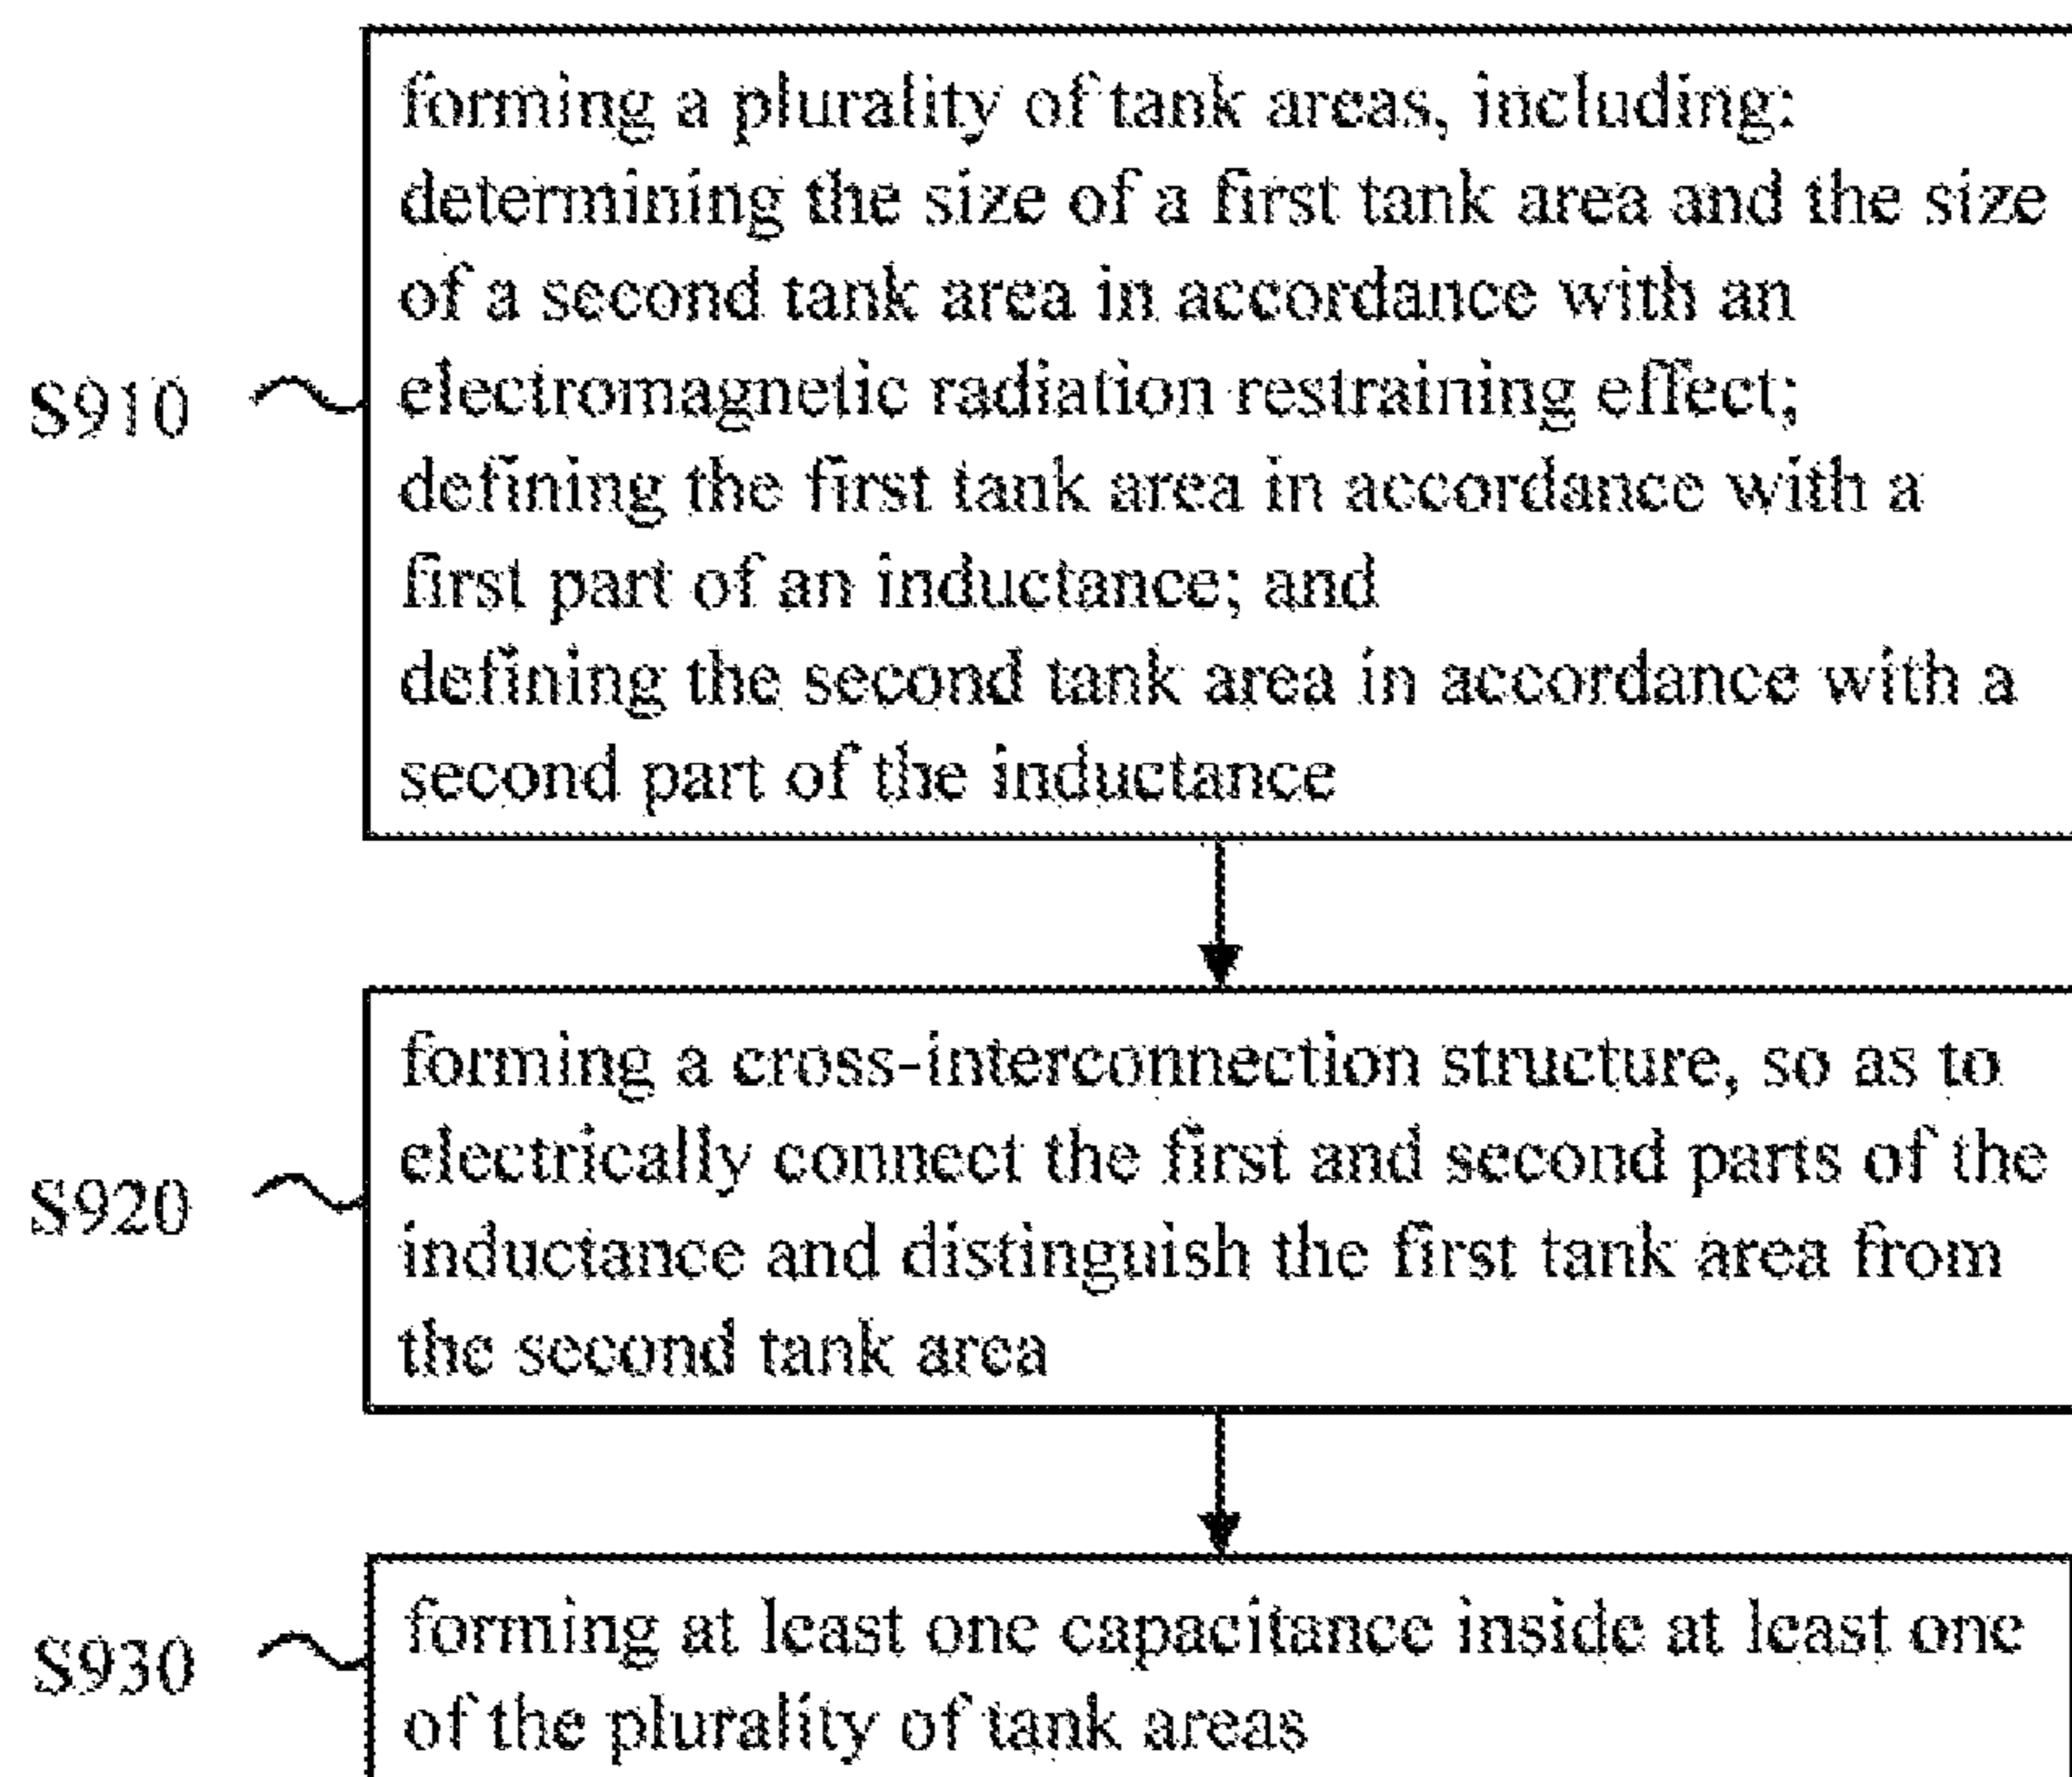 forming a plurality of tank areas, including:
determining the size of a first tank area and the size
of a second tank area in accordance with an
electromagnetic radiation restraining effect;
defining the first tank area in accordance with a
first part of an inductance; and
defining the second tank area in accordance with a
second part of the inductance
S910
forming a cross-interconnection structure, so as to
electrically connect the first and second parts of the
inductance and distinguish the first tank area from
the second tank area
S920
forming at least one capacitance inside at least one
of the plurality of tank areas
S930